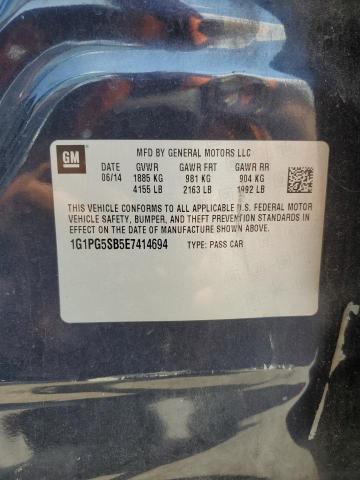 GM
MFD BY GENERAL MOTORS LLC
DATE GVWR GAWR FRT GAWR RR
06/14 1885 KG 981 KG 904 KG
4155 LB 2163 LB 1992 LB
THIS VEHICLE CONFORMS TO ALL APPLICABLE U.S. FEDERAL MOTOR
VEHICLE SAFETY, BUMPER, AND THEFT PREVENTION STANDARDS
IN EFFECT ON THE DATE OF MANUFACTURE SHOWN ABOVE.
1G1PG5SB5E7414694 TYPE: PASS CAR